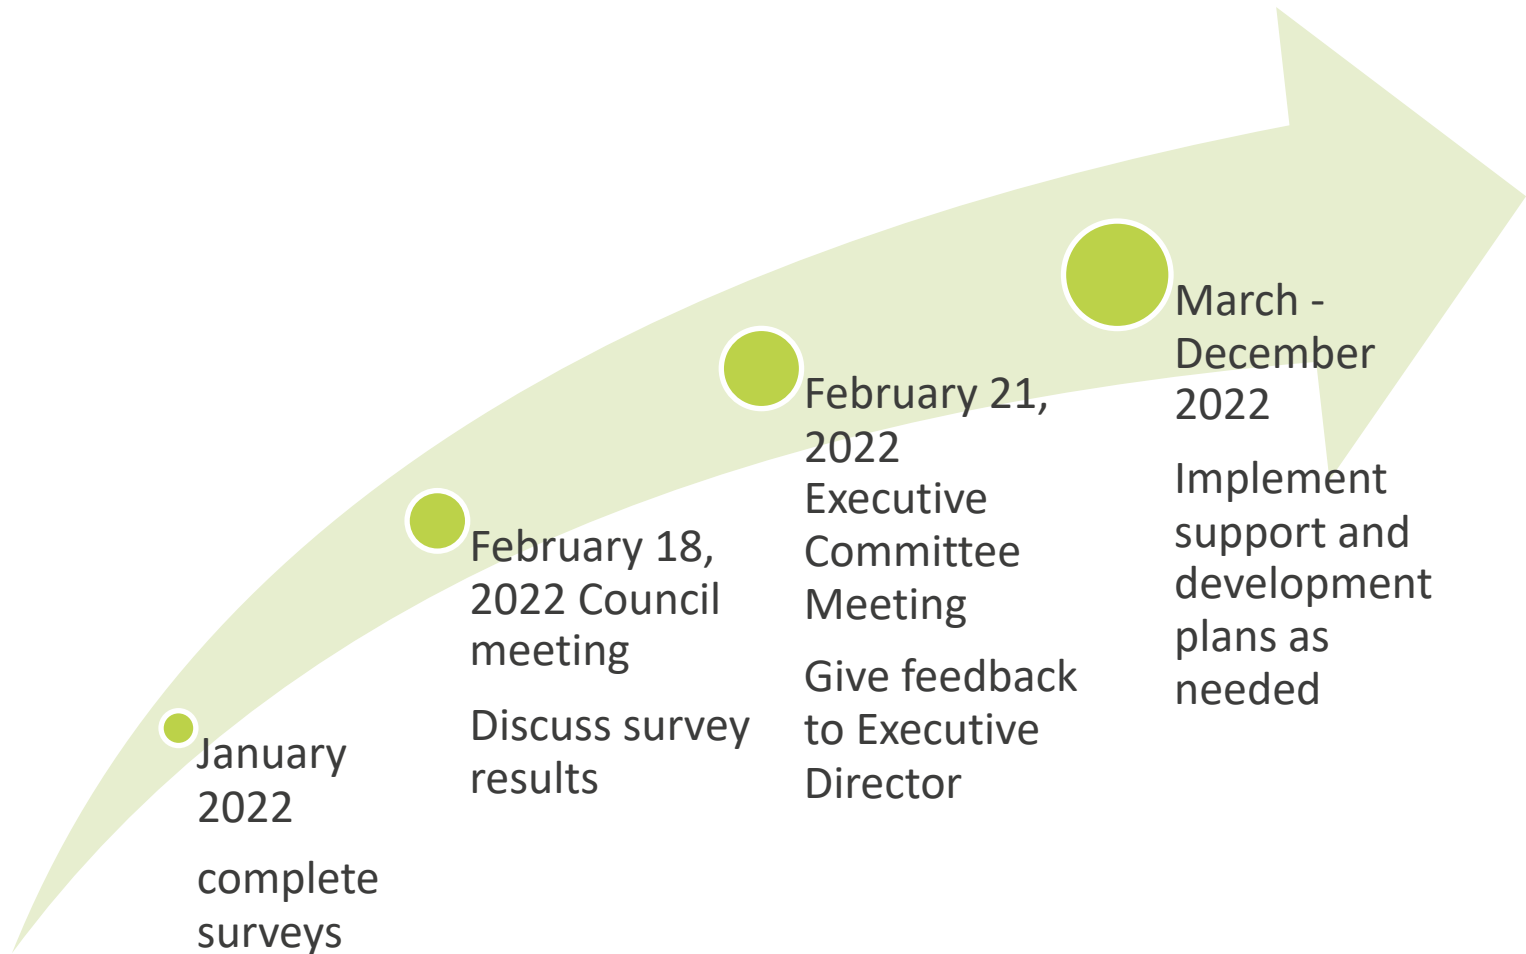 January
2022
complete
surveys
February 18,
2022 Council
meeting
Discuss survey
results
February 21,
2022
Executive
Committee
Meeting
Give feedback
to Executive
Director
March -
December
2022
Implement
support and
development
plans as
needed